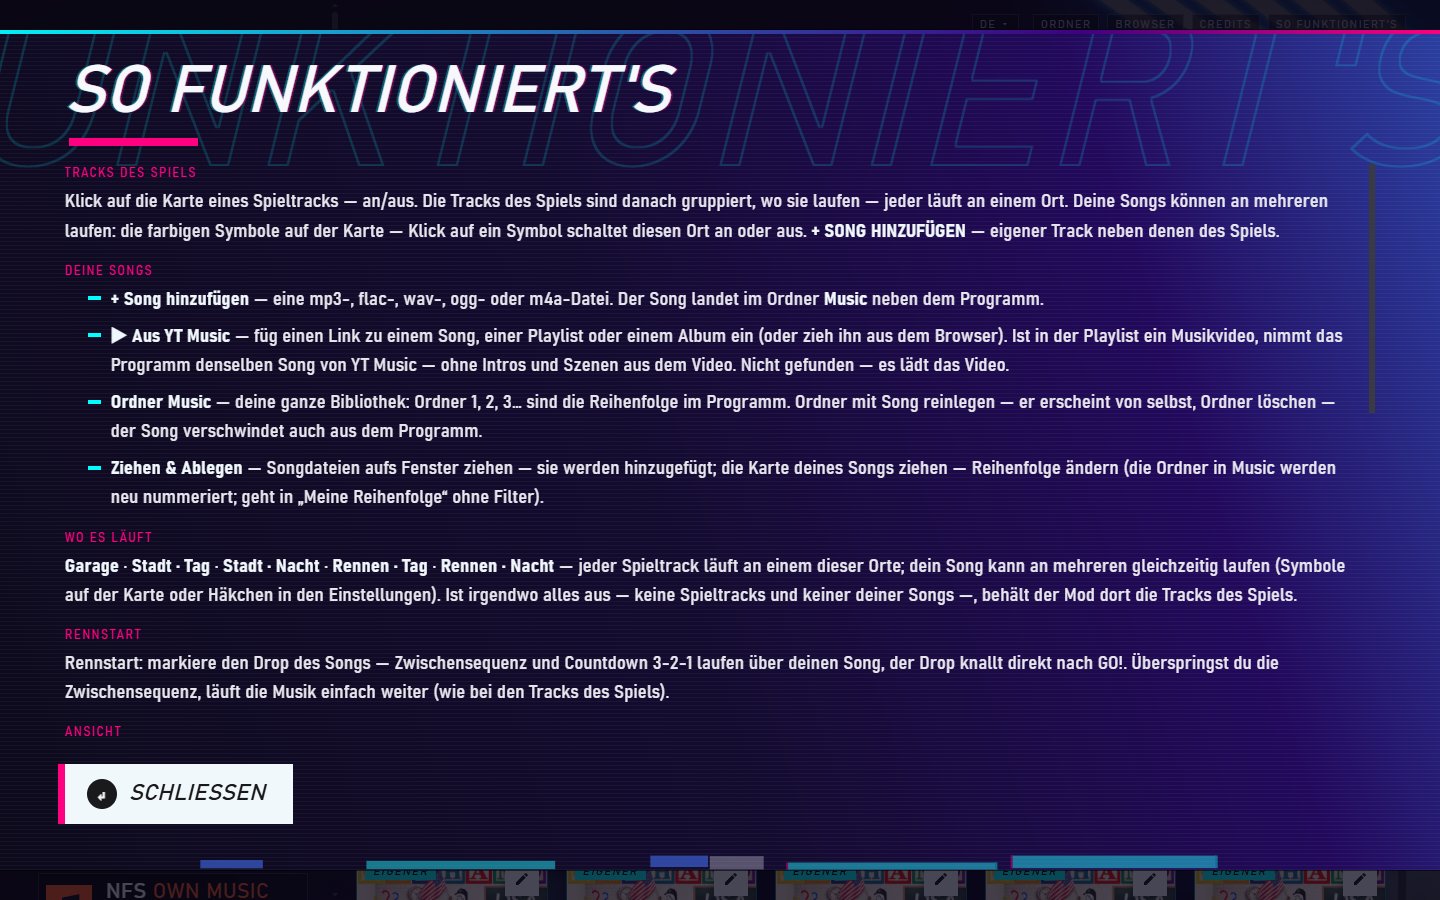 DE
ORDNER
BROWSER
CREDITS
SO FUNKTIONIERT'S
UNKTIONIERT'S
SO FUNKTIONIERT'S
TRACKS DES SPIELS
Klick auf die Karte eines Spieltracks — an/aus. Die Tracks des Spiels sind danach gruppiert, wo sie laufen — jeder läuft an einem Ort. Deine Songs können an mehreren
laufen: die farbigen Symbole auf der Karte — Klick auf ein Symbol schaltet diesen Ort an oder aus. + SONG HINZUFÜGEN — eigener Track neben denen des Spiels.
DEINE SONGS
+ Song hinzufügen — eine mp3-, flac-, wav-, ogg- oder m4a-Datei. Der Song landet im Ordner Music neben dem Programm.
▶ Aus YT Music — füg einen Link zu einem Song, einer Playlist oder einem Album ein (oder zieh ihn aus dem Browser). Ist in der Playlist ein Musikvideo, nimmt das
Programm denselben Song von YT Music — ohne Intros und Szenen aus dem Video. Nicht gefunden — es lädt das Video.
Ordner Music — deine ganze Bibliothek: Ordner 1, 2, 3... sind die Reihenfolge im Programm. Ordner mit Song reinlegen — er erscheint von selbst, Ordner löschen —
der Song verschwindet auch aus dem Programm.
Ziehen & Ablegen — Songdateien aufs Fenster ziehen — sie werden hinzugefügt; die Karte deines Songs ziehen — Reihenfolge ändern (die Ordner in Music werden
neu nummeriert; geht in „Meine Reihenfolge“ ohne Filter).
WO ES LÄUFT
Garage · Stadt · Tag · Stadt · Nacht · Rennen · Tag · Rennen · Nacht — jeder Spieltrack läuft an einem dieser Orte; dein Song kann an mehreren gleichzeitig laufen (Symbole
auf der Karte oder Häkchen in den Einstellungen). Ist irgendwo alles aus — keine Spieltracks und keiner deiner Songs —, behält der Mod dort die Tracks des Spiels.
RENNSTART
Rennstart: markiere den Drop des Songs — Zwischensequenz und Countdown 3-2-1 laufen über deinen Song, der Drop knallt direkt nach GO!. Überspringst du die
Zwischensequenz, läuft die Musik einfach weiter (wie bei den Tracks des Spiels).
ANSICHT
SCHLIESSEN
NFS OWN MUSIC
EIGENER
EIGENER
EIGENER
EIGENER
EIGENER